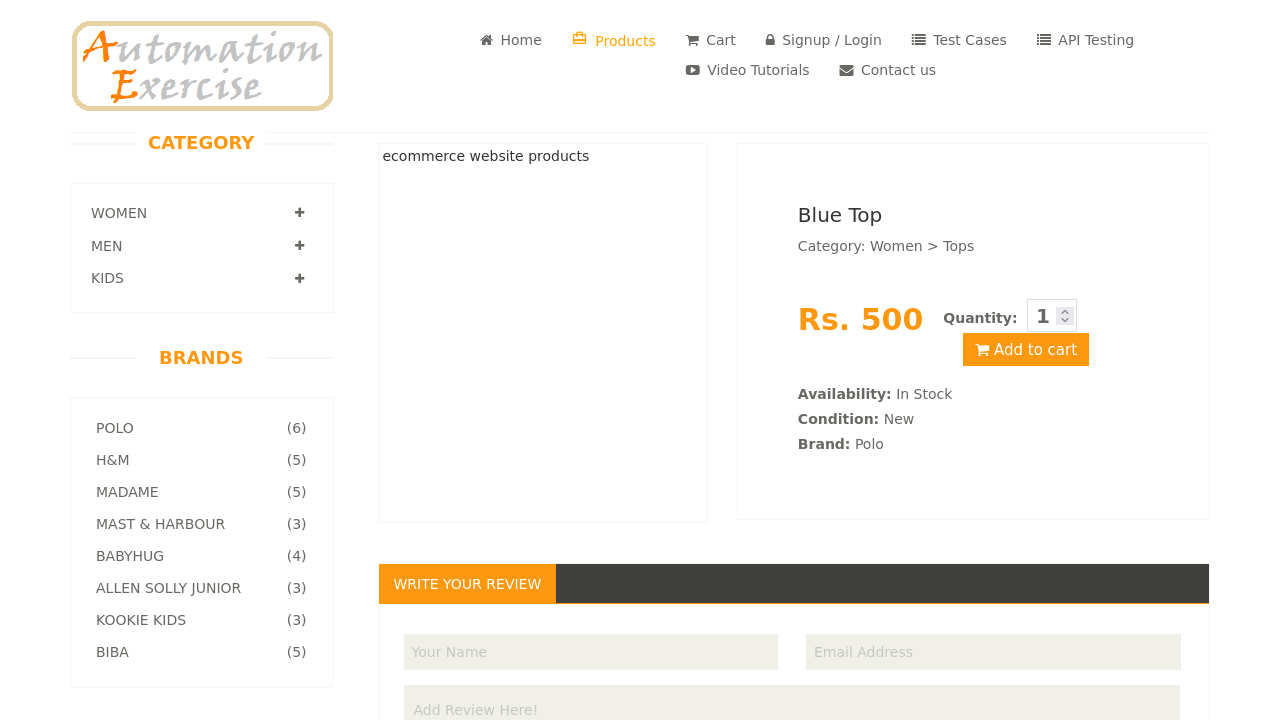 Automation
Exercise
Home
Products
Cart
Signup / Login
Test Cases
API Testing
Video Tutorials
Contact us
CATEGORY
WOMEN
MEN
KIDS
BRANDS
POLO (6)
H&M (5)
MADAME (5)
MAST & HARBOUR (3)
BABYHUG (4)
ALLEN SOLLY JUNIOR (3)
KOOKIE KIDS (3)
BIBA (5)
ecommerce website products
Blue Top
Category: Women > Tops
Rs. 500
Quantity: 1
Add to cart
Availability: In Stock
Condition: New
Brand: Polo
WRITE YOUR REVIEW
Your Name
Email Address
Add Review Here!